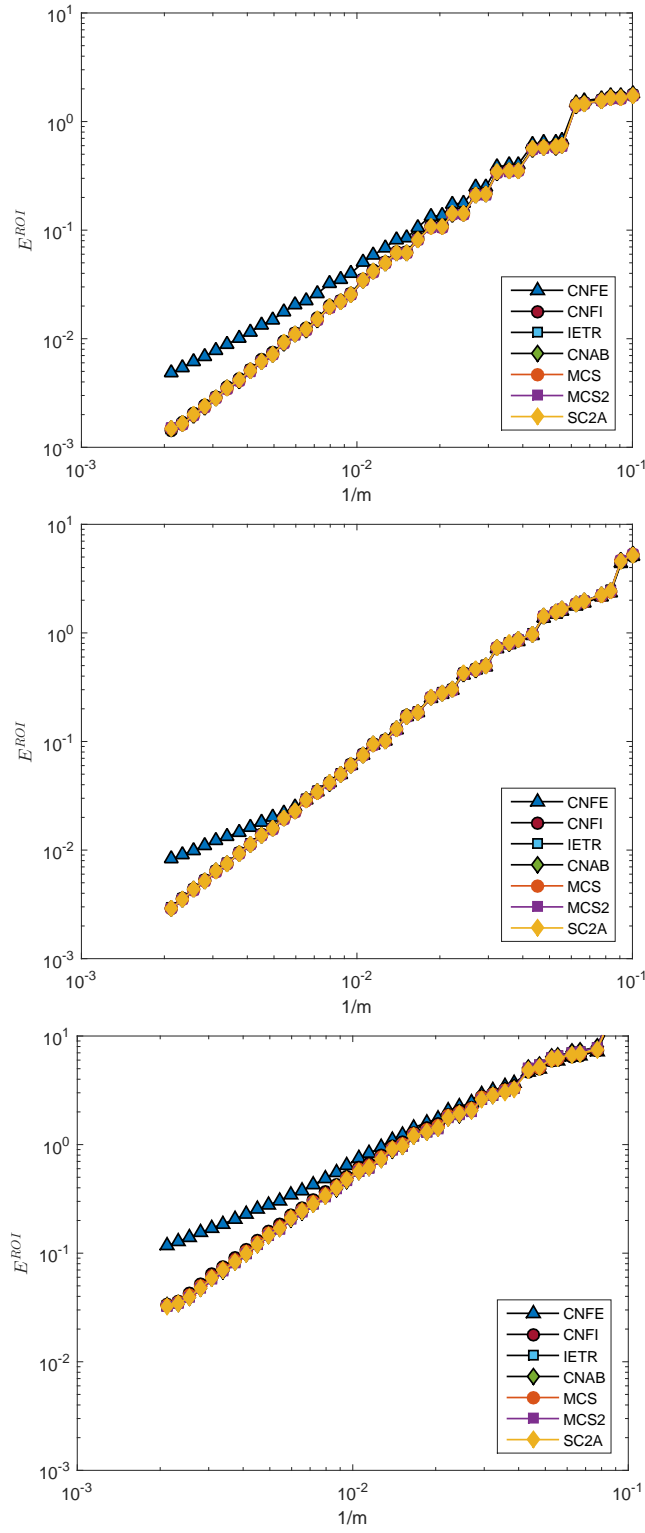 10^1
10^0
10^-1
10^-2
10^-3
E^ROI
CNFE
CNFI
IETR
CNAB
MCS
MCS2
SC2A
10^-3
10^-2
10^-1
1/m
10^1
10^0
10^-1
10^-2
10^-3
E^ROI
CNFE
CNFI
IETR
CNAB
MCS
MCS2
SC2A
10^-3
10^-2
10^-1
1/m
10^1
10^0
10^-1
10^-2
10^-3
E^ROI
CNFE
CNFI
IETR
CNAB
MCS
MCS2
SC2A
10^-3
10^-2
10^-1
1/m